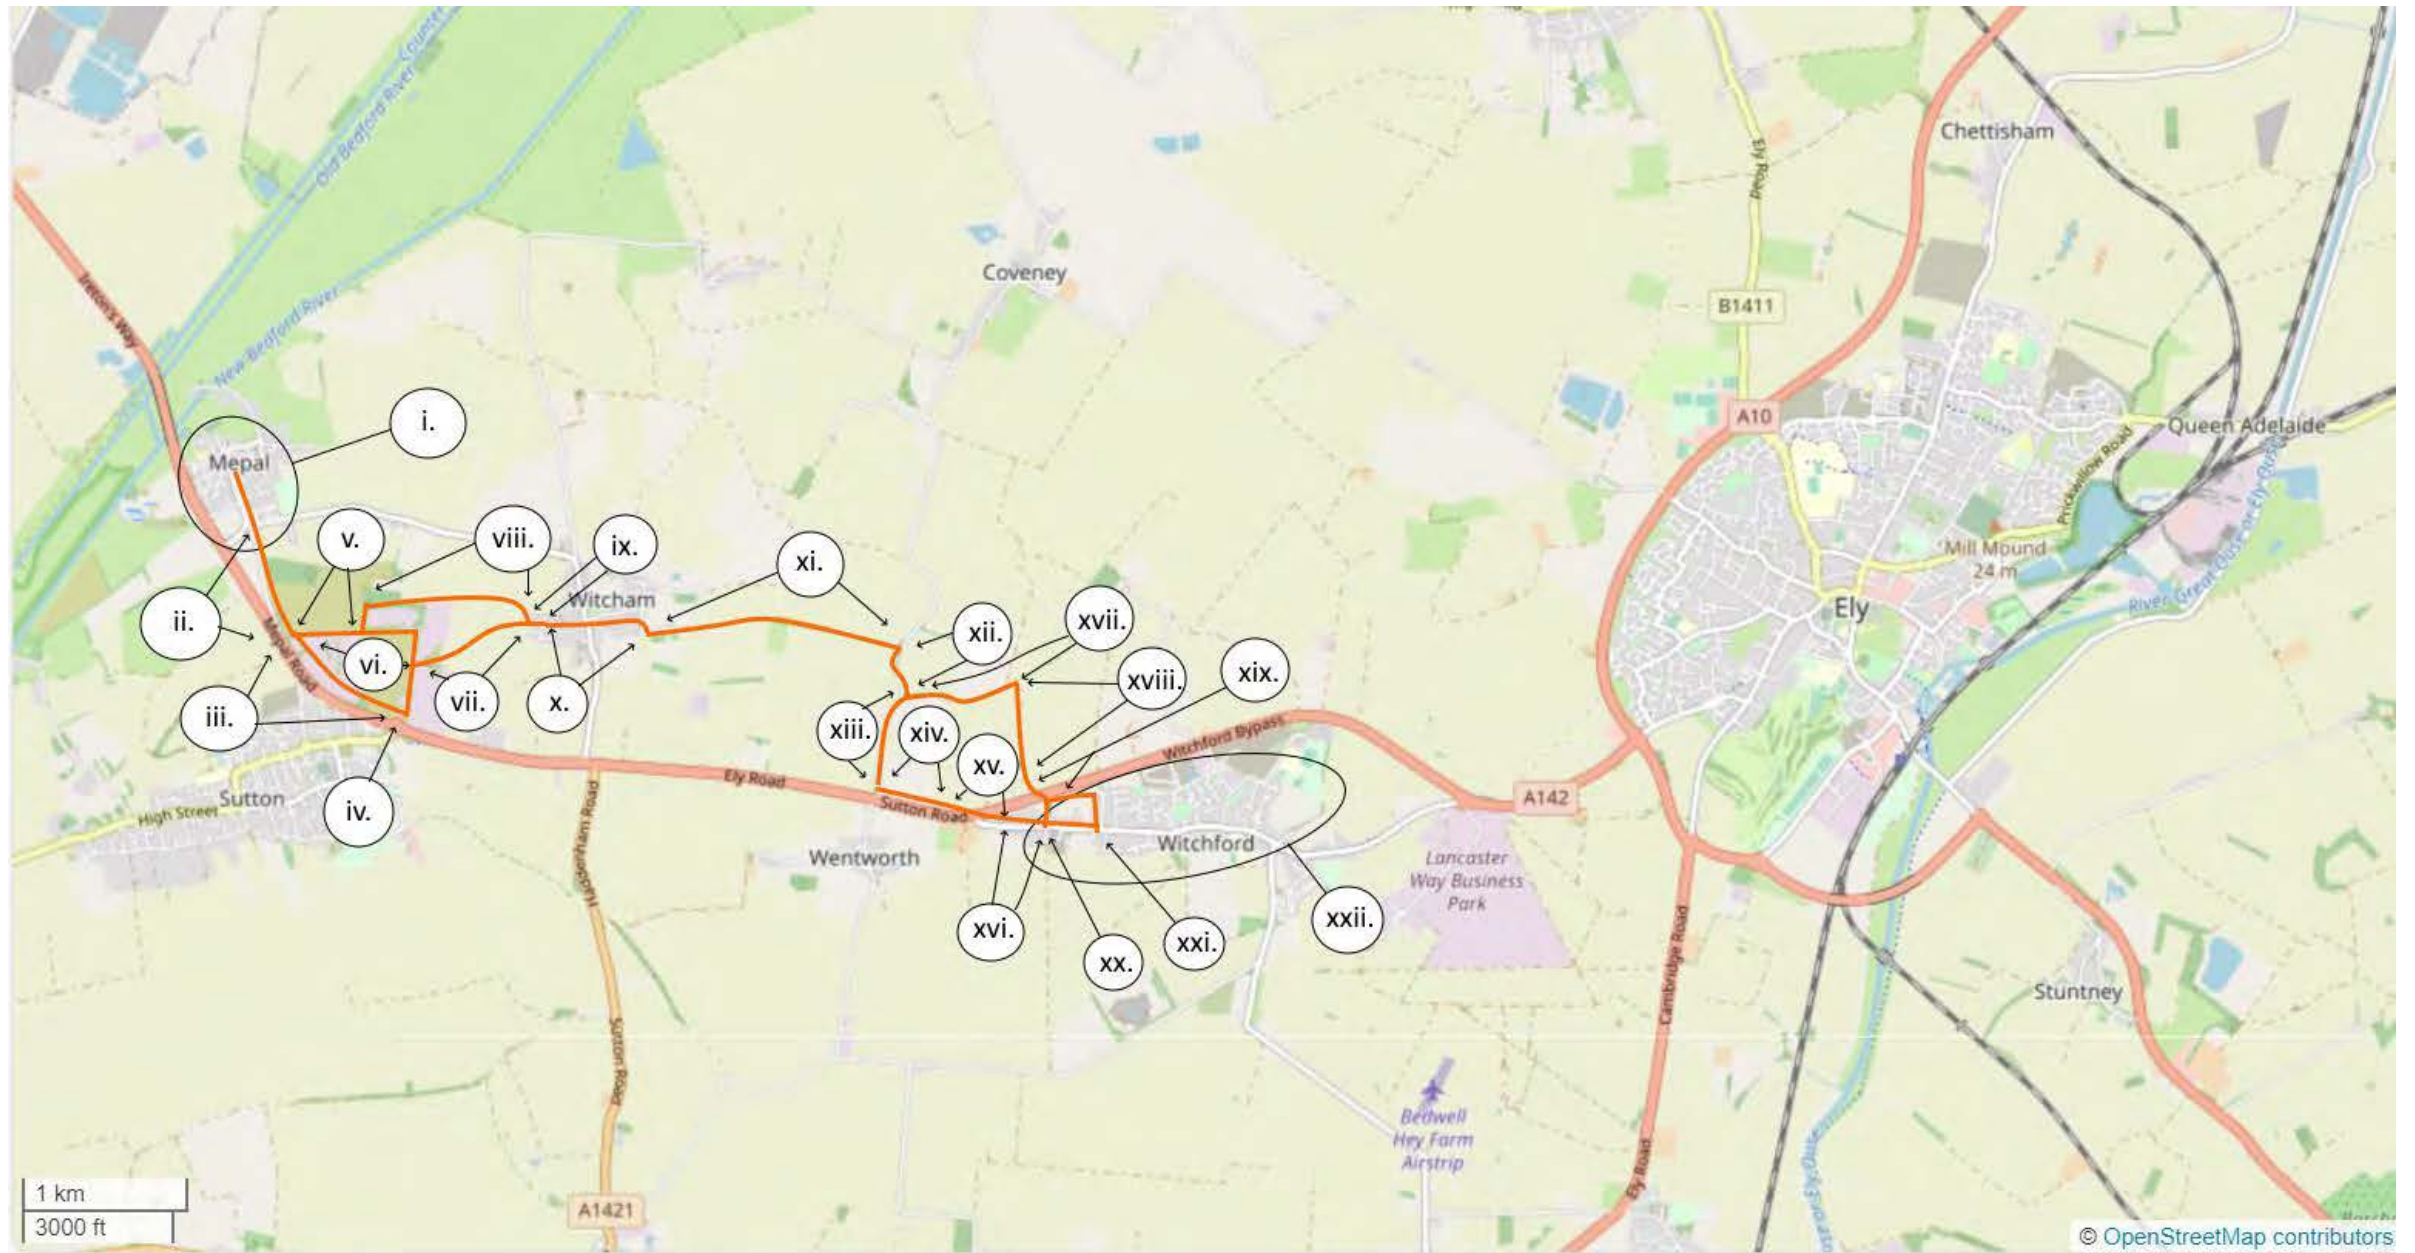 Old Bedford River
Counter
Chettisham
Ely Road
Ireton's Way
New Bedford River
Coveney
B1411
A10
Queen Adelaide
Prickwillow Road
i.
Mepal
v.
viii.
ix.
xi.
Mill Mound
24 m
Witcham
Ely
River Great Ouse or Ely Ouse
ii.
xii.
xvii.
Mepal Road
vi.
vii.
x.
xviii.
xix.
iii.
xiii.
xiv.
xv.
Witchford Bypass
iv.
Ely Road
Sutton
High Street
Sutton Road
A142
Witchford
Wentworth
Haddenham Road
Lancaster
Way Business
Park
xvi.
xx.
xxi.
xxii.
Cambridge Road
Stuntney
Sutton Road
Bedwell
Hey Farm
Airstrip
Ely Road
1 km
3000 ft
A1421
© OpenStreetMap contributors